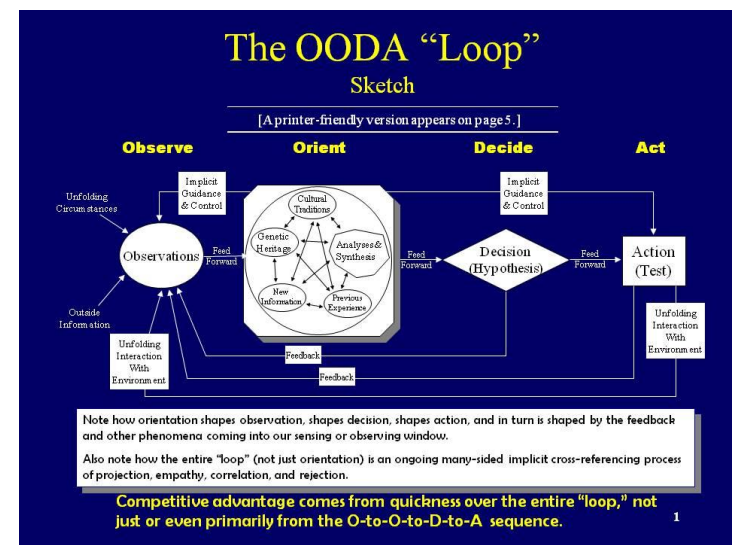 The OODA “Loop”
Sketch
[A printer-friendly version appears on page 5.]
Observe
Orient
Decide
Act
Implicit
Guidance
& Control
Implicit
Guidance
& Control
Unfolding
Circumstances
Cultural
Traditions
Genetic
Heritage
Analyses &
Synthesis
New
Information
Previous
Experience
Observations
Feed
Forward
Feed
Forward
Decision
(Hypothesis)
Feed
Forward
Action
(Test)
Outside
Information
Unfolding
Interaction
With
Environment
Unfolding
Interaction
With
Environment
Feedback
Feedback
Note how orientation shapes observation, shapes decision, shapes action, and in turn is shaped by the feedback
and other phenomena coming into our sensing or observing window.
Also note how the entire “loop” (not just orientation) is an ongoing many-sided implicit cross-referencing process
of projection, empathy, correlation, and rejection.
Competitive advantage comes from quickness over the entire “loop,” not
just or even primarily from the O-to-O-to-D-to-A sequence.
1